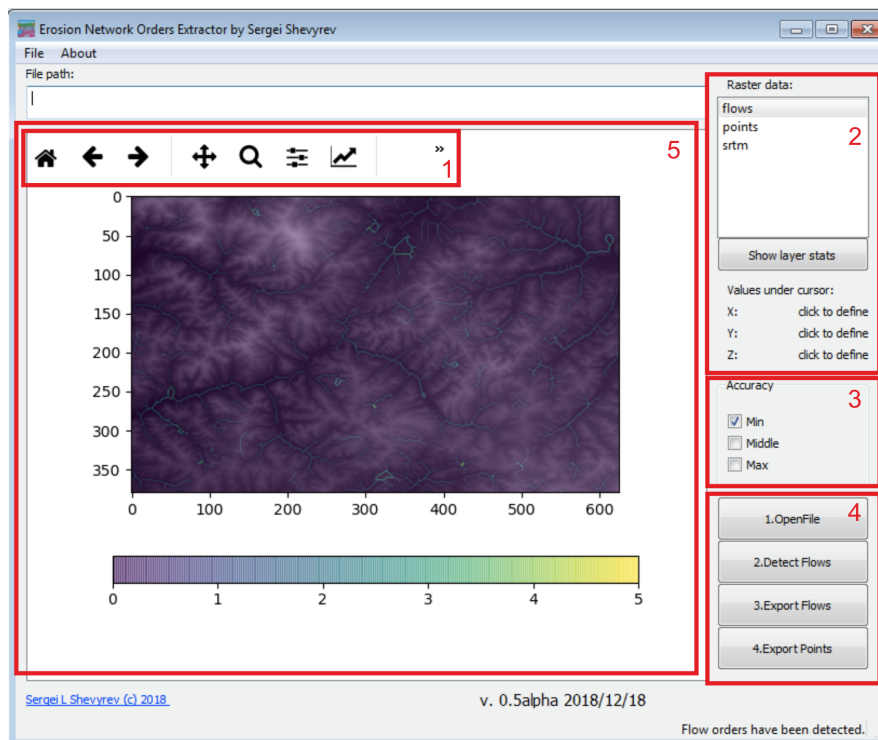 Erosion Network Orders Extractor by Sergei Shevyrev
File About
File path:
Raster data:
flows
points
srtm
2
Show layer stats
Values under cursor:
X: click to define
Y: click to define
Z: click to define
»
1
5
0
50
100
150
200
250
300
350
0 100 200 300 400 500 600
0 1 2 3 4 5
Accuracy
3
Min
Middle
Max
1.OpenFile
4
2.Detect Flows
3.Export Flows
4.Export Points
Sergei L Shevyrev (c) 2018
v. 0.5alpha 2018/12/18
Flow orders have been detected.